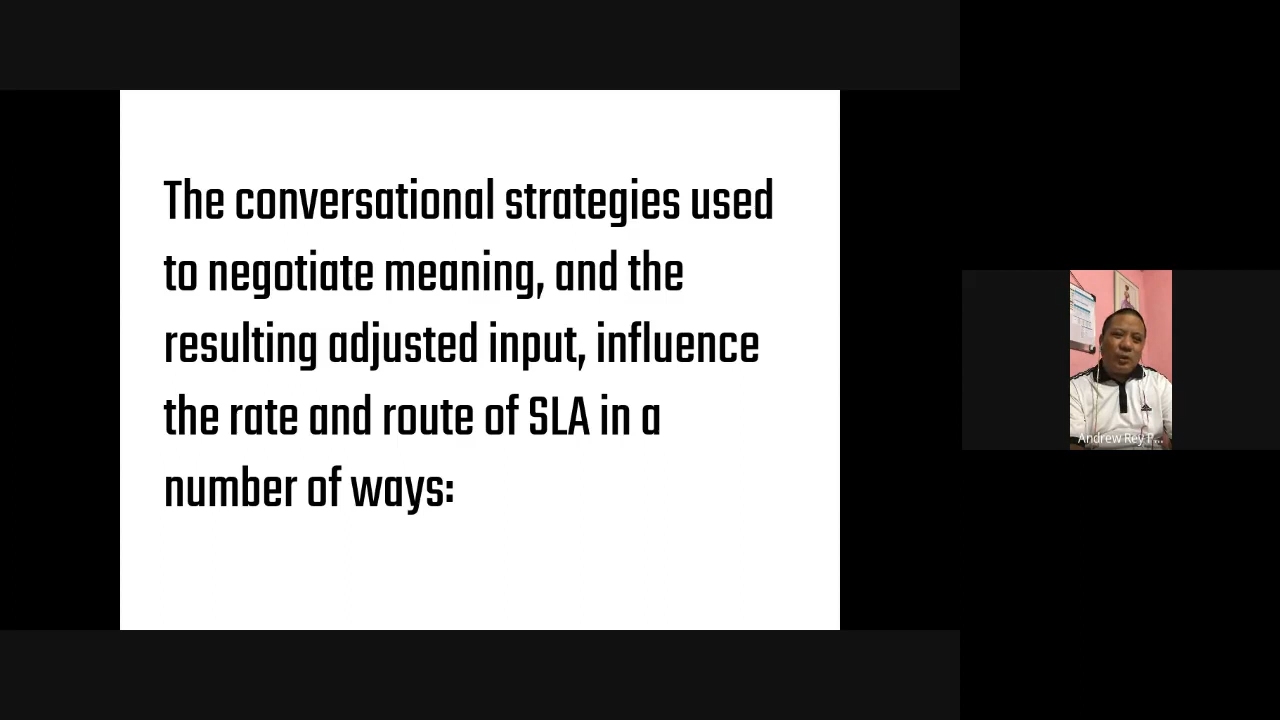 The conversational strategies used
to negotiate meaning, and the
resulting adjusted input, influence
the rate and route of SLA in a
number of ways:
Andrew Rey P...